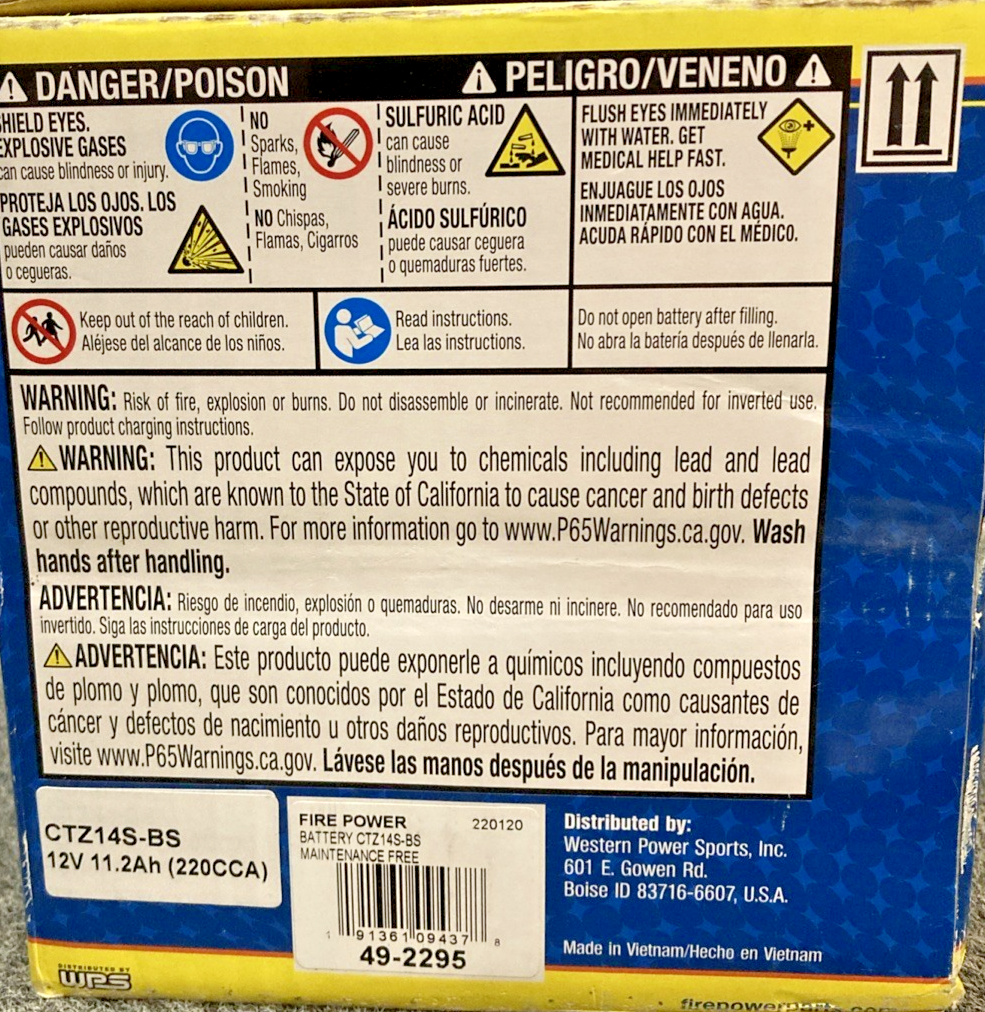 DANGER/POISON
PELIGRO/VENENO
SHIELD EYES.
EXPLOSIVE GASES
can cause blindness or injury.
PROTEJA LOS OJOS. LOS
GASES EXPLOSIVOS
pueden causar daños
o cegueras.
NO
Sparks,
Flames,
Smoking
NO Chispas,
Flamas, Cigarros
SULFURIC ACID
can cause
blindness or
severe burns.
ÁCIDO SULFÚRICO
puede causar ceguera
o quemaduras fuertes.
FLUSH EYES IMMEDIATELY
WITH WATER. GET
MEDICAL HELP FAST.
ENJUAGUE LOS OJOS
INMEDIATAMENTE CON AGUA.
ACUDA RÁPIDO CON EL MÉDICO.
Keep out of the reach of children.
Aléjese del alcance de los niños.
Read instructions.
Lea las instructions.
Do not open battery after filling.
No abra la batería después de llenarla.
WARNING: Risk of fire, explosion or burns. Do not disassemble or incinerate. Not recommended for inverted use.
Follow product charging instructions.
WARNING: This product can expose you to chemicals including lead and lead
compounds, which are known to the State of California to cause cancer and birth defects
or other reproductive harm. For more information go to www.P65Warnings.ca.gov. Wash
hands after handling.
ADVERTENCIA: Riesgo de incendio, explosión o quemaduras. No desarme ni incinere. No recomendado para uso
invertido. Siga las instrucciones de carga del producto.
ADVERTENCIA: Este producto puede exponerle a químicos incluyendo compuestos
de plomo y plomo, que son conocidos por el Estado de California como causantes de
cáncer y defectos de nacimiento u otros daños reproductivos. Para mayor información,
visite www.P65Warnings.ca.gov. Lávese las manos después de la manipulación.
CTZ14S-BS
12V 11.2Ah (220CCA)
FIRE POWER 220120
BATTERY CTZ14S-BS
MAINTENANCE FREE
1 91361 09437 8
49-2295
Distributed by:
Western Power Sports, Inc.
601 E. Gowen Rd.
Boise ID 83716-6607, U.S.A.
Made in Vietnam/Hecho en Vietnam
DISTRIBUTED BY
WPS